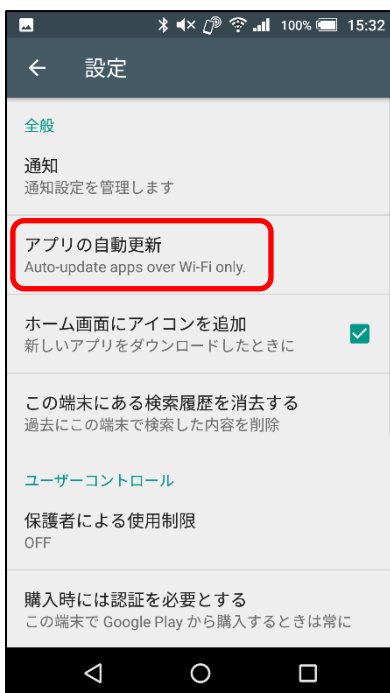 100% 15:32
設定
全般
通知
通知設定を管理します
アプリの自動更新
Auto-update apps over Wi-Fi only.
ホーム画面にアイコンを追加
新しいアプリをダウンロードしたときに
この端末にある検索履歴を消去する
過去にこの端末で検索した内容を削除
ユーザーコントロール
保護者による使用制限
OFF
購入時には認証を必要とする
この端末で Google Play から購入するときは常に